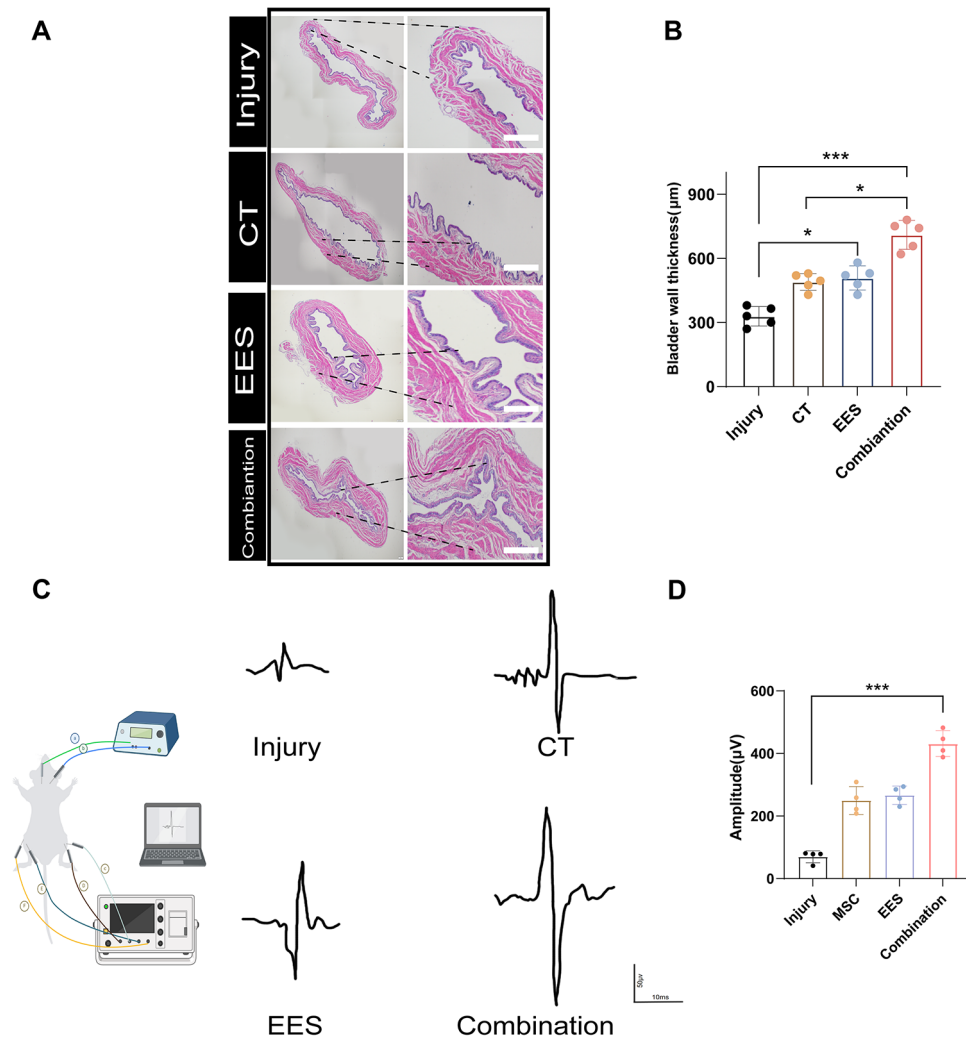 A
Injury
CT
EES
Combiantion
B
Bladder wall thickness(μm)
900
600
300
0
***
*
*
Injury
CT
EES
Combiantion
C
Injury
CT
EES
Combination
50μv
10ms
D
Amplitude(μV)
600
400
200
0
***
Injury
MSC
EES
Combination